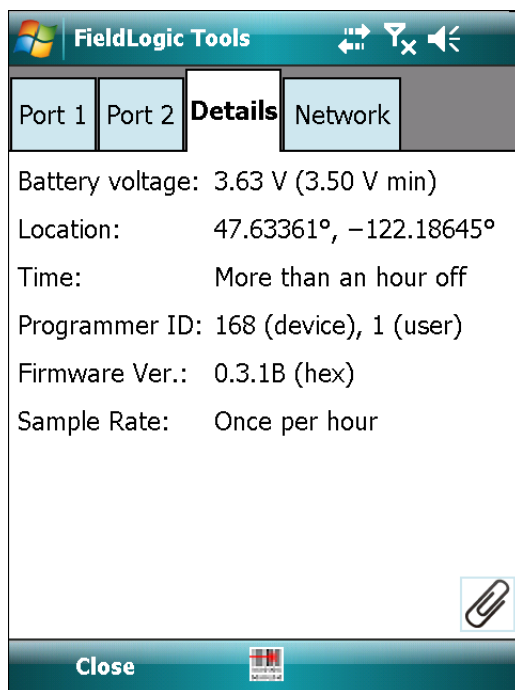 FieldLogic Tools
Port 1 Port 2 Details Network
Battery voltage: 3.63 V (3.50 V min)
Location: 47.63361°, −122.18645°
Time: More than an hour off
Programmer ID: 168 (device), 1 (user)
Firmware Ver.: 0.3.1B (hex)
Sample Rate: Once per hour
Close